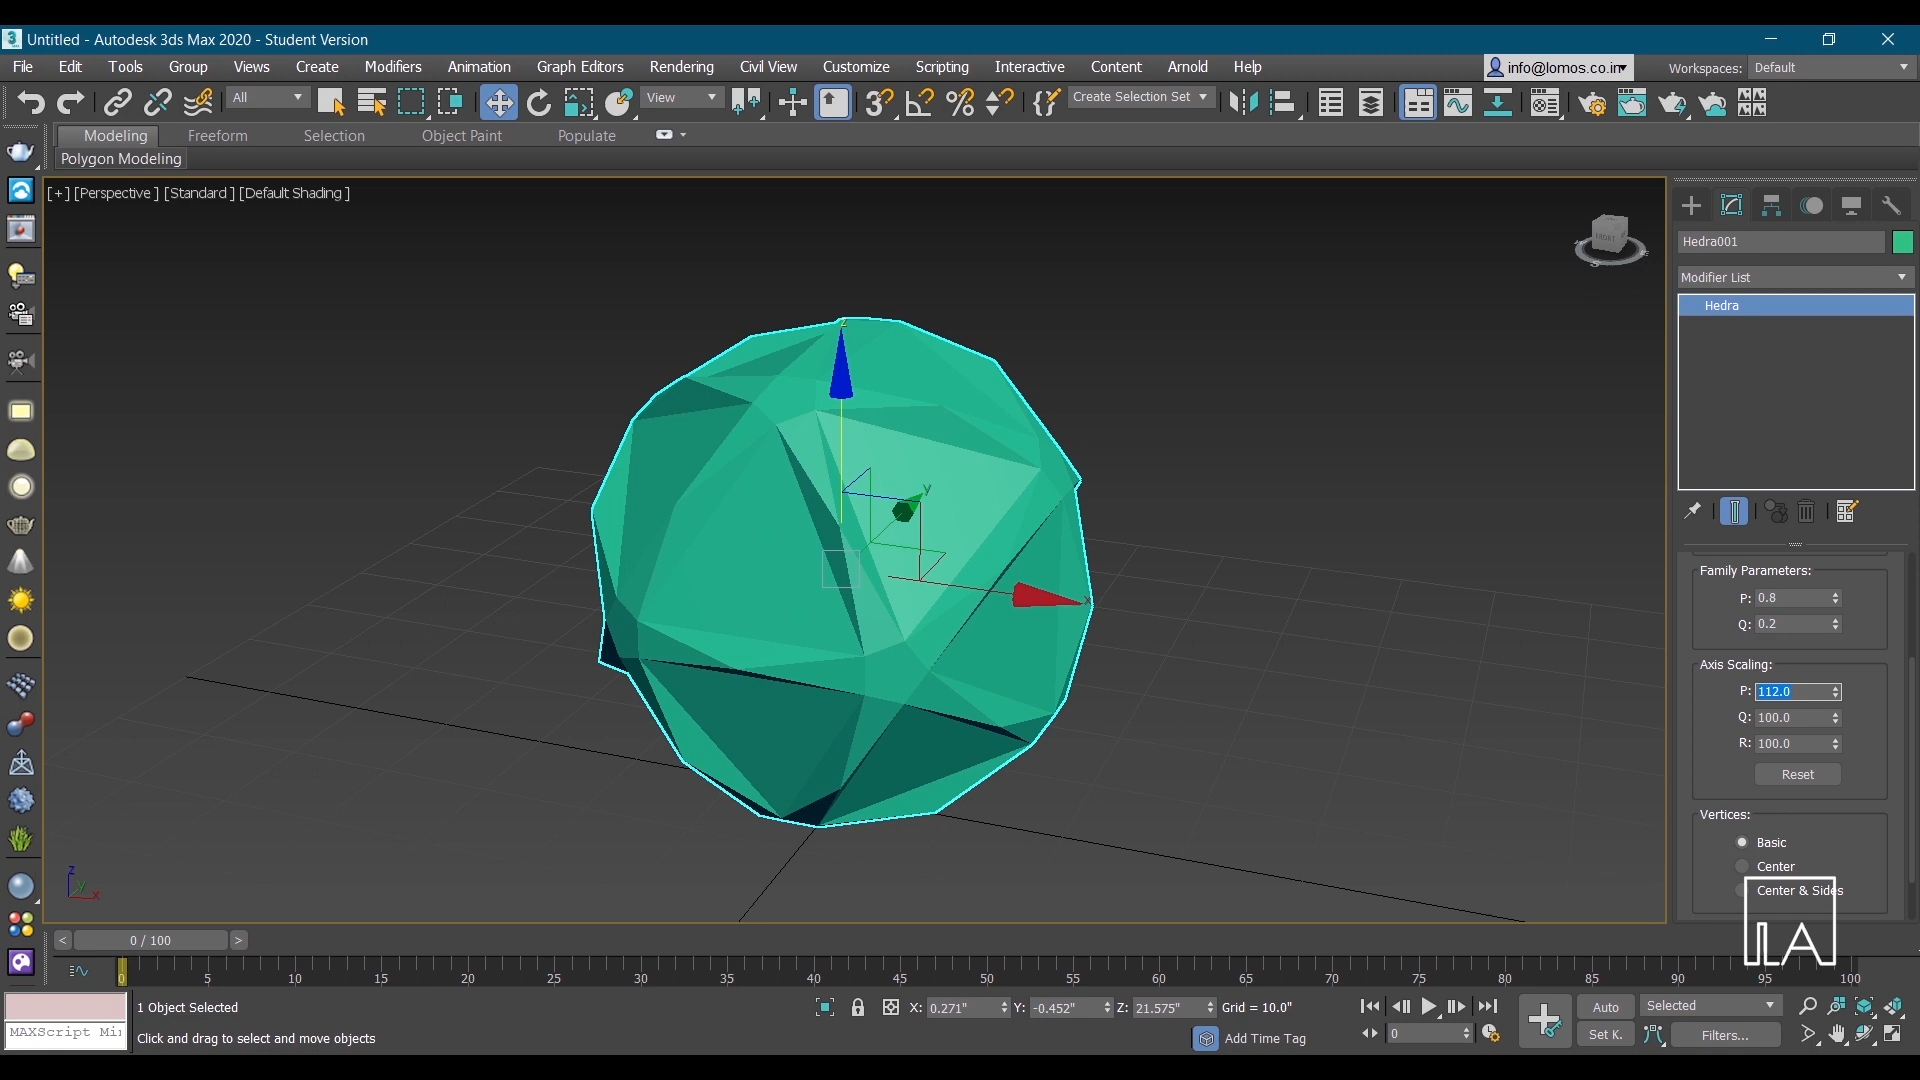 Untitled - Autodesk 3ds Max 2020 - Student Version
File Edit Tools Group Views Create Modifiers Animation Graph Editors Rendering Civil View Customize Scripting Interactive Content Arnold Help info@lomos.co.in Workspaces: Default
All View Create Selection Set
Modeling Freeform Selection Object Paint Populate
Polygon Modeling
[+] [Perspective ] [Standard ] [Default Shading ]
FRONT
Hedra001
Modifier List
Hedra
z
y
x
Family Parameters:
P: 0.8
Q: 0.2
Axis Scaling:
P: 112.0
Q: 100.0
R: 100.0
Reset
Vertices:
Basic
Center
Center & Sides
LA
z
y
x
< 0 / 100 >
0 5 10 15 20 25 30 35 40 45 50 55 60 65 70 75 80 85 90 95 100
1 Object Selected X: 0.271" Y: -0.452" Z: 21.575" Grid = 10.0" Auto Selected
MAXScript Mi
Click and drag to select and move objects Add Time Tag 0 Set K. Filters...